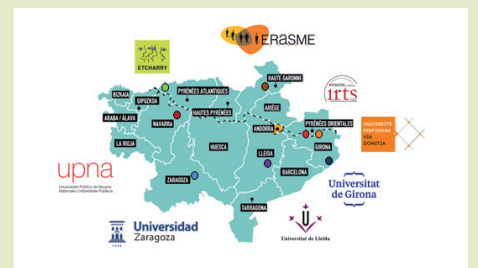 ERASME
ETCHARRY
HAUTE GARONNE
PYRÉNÉES ATLANTIQUES
BIZKAIA
GIPUZKOA
irts
ARIÈGE
HAUTES PYRÉNÉES
ARABA / ÁLAVA
NAVARRA
ANDORRA
PYRÉNÉES ORIENTALES
UNIVERSITÉ
PERPIGNAN
VIA
DOMITIA
LA RIOJA
HUESCA
GIRONA
LLEIDA
upna
BARCELONA
ZARAGOZA
Universidad Pública de Navarra
Nafarroako Unibertsitate Publikoa
Universitat
de Girona
TARRAGONA
Universidad
Zaragoza
1542
Universitat de Lleida